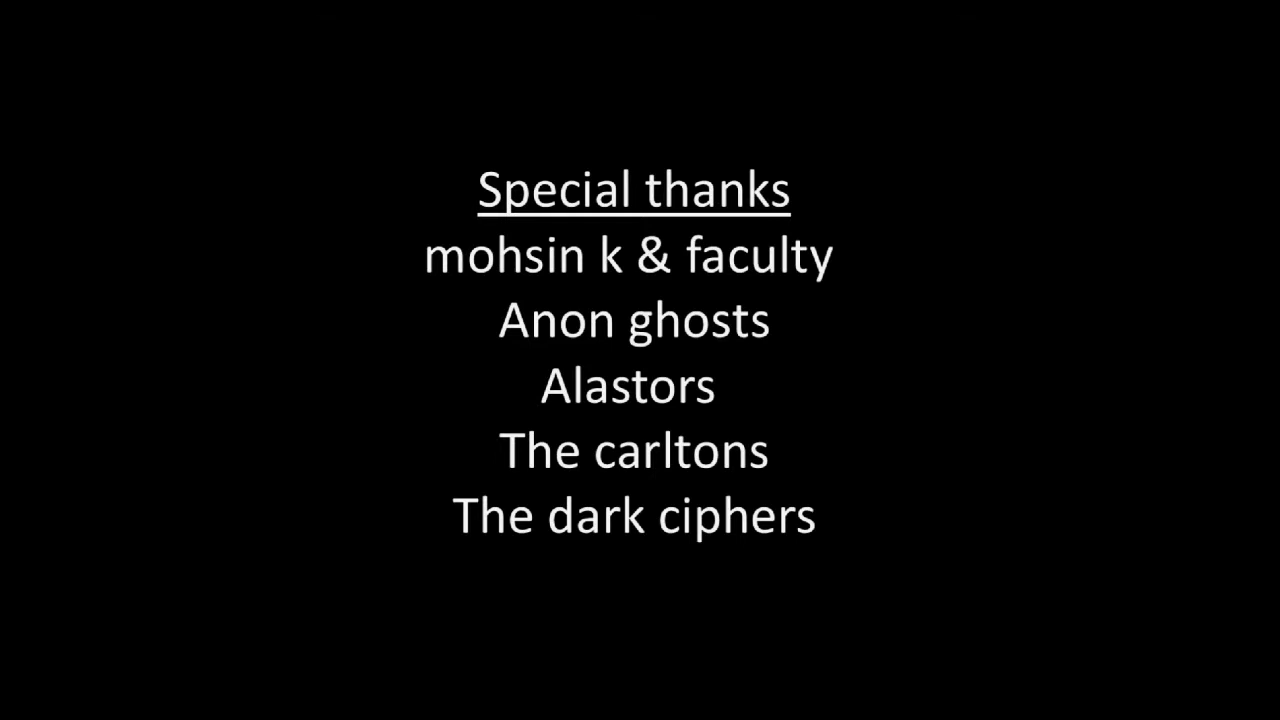 Special thanks
mohsin k & faculty
Anon ghosts
Alastors
The carltons
The dark ciphers